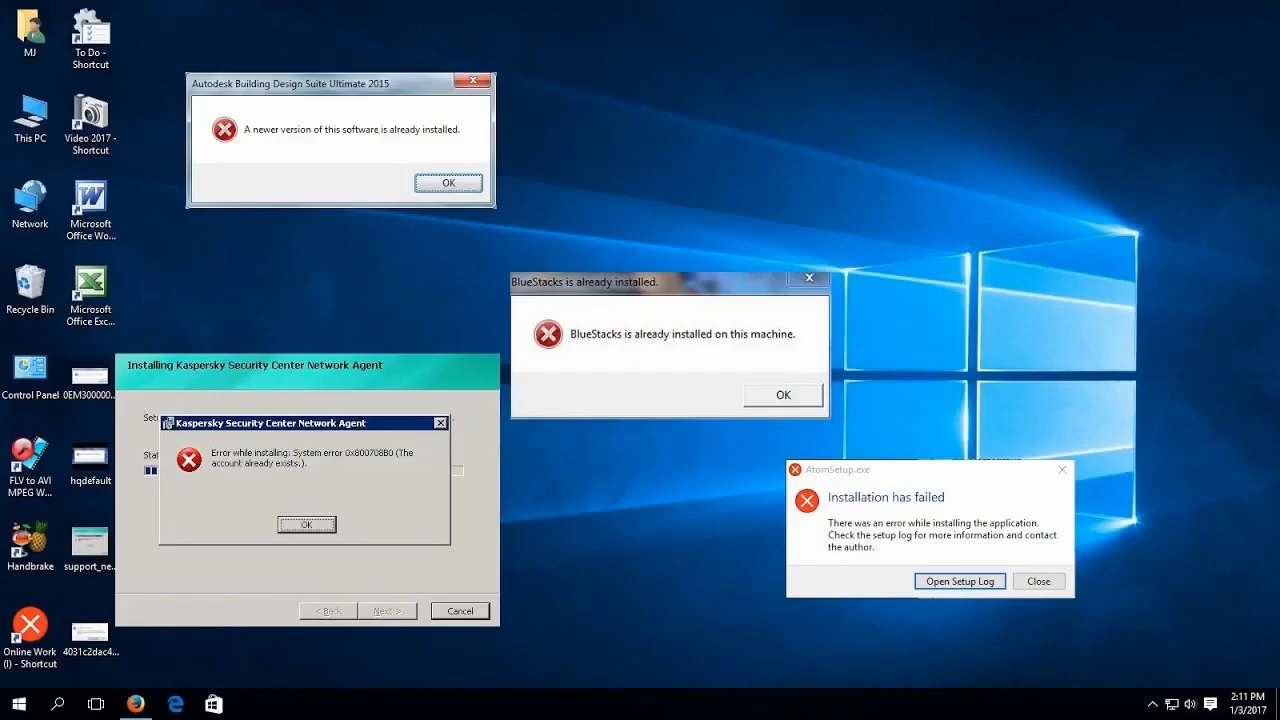 MJ
To Do -
Shortcut
This PC
Video 2017 -
Shortcut
Network
Microsoft
Office Wo...
Recycle Bin
Microsoft
Office Exc...
Control Panel
0EM300000...
FLV to AVI
MPEG W...
hqdefault
Handbrake
support_ne...
Online Work
(I) - Shortcut
4031c2dac4...
Autodesk Building Design Suite Ultimate 2015
A newer version of this software is already installed.
OK
BlueStacks is already installed.
BlueStacks is already installed on this machine.
OK
Installing Kaspersky Security Center Network Agent
Kaspersky Security Center Network Agent
Error while installing: System error 0x800708B0 (The
account already exists.).
OK
< Back
Next >
Cancel
AtomSetup.exe
Installation has failed
There was an error while installing the application.
Check the setup log for more information and contact
the author.
Open Setup Log
Close
2:11 PM
1/3/2017